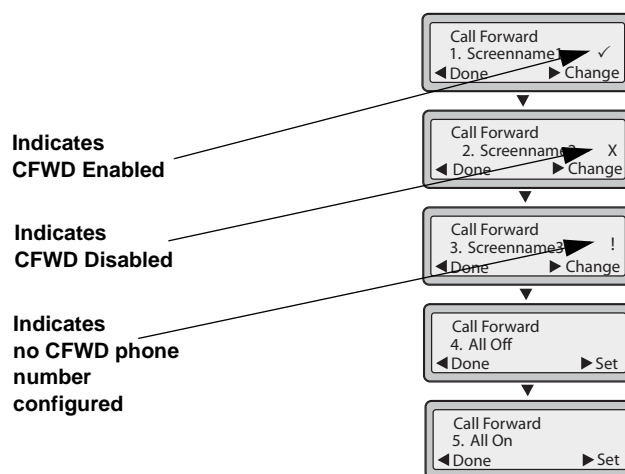 Call Forward
1. Screenname1 ✓
◀Done ▶Change
Indicates
CFWD Enabled
Call Forward
2. Screenname2 X
◀Done ▶Change
Indicates
CFWD Disabled
Call Forward
3. Screenname3 !
◀Done ▶Change
Indicates
no CFWD phone
number
configured
Call Forward
4. All Off
◀Done ▶Set
Call Forward
5. All On
◀Done ▶Set